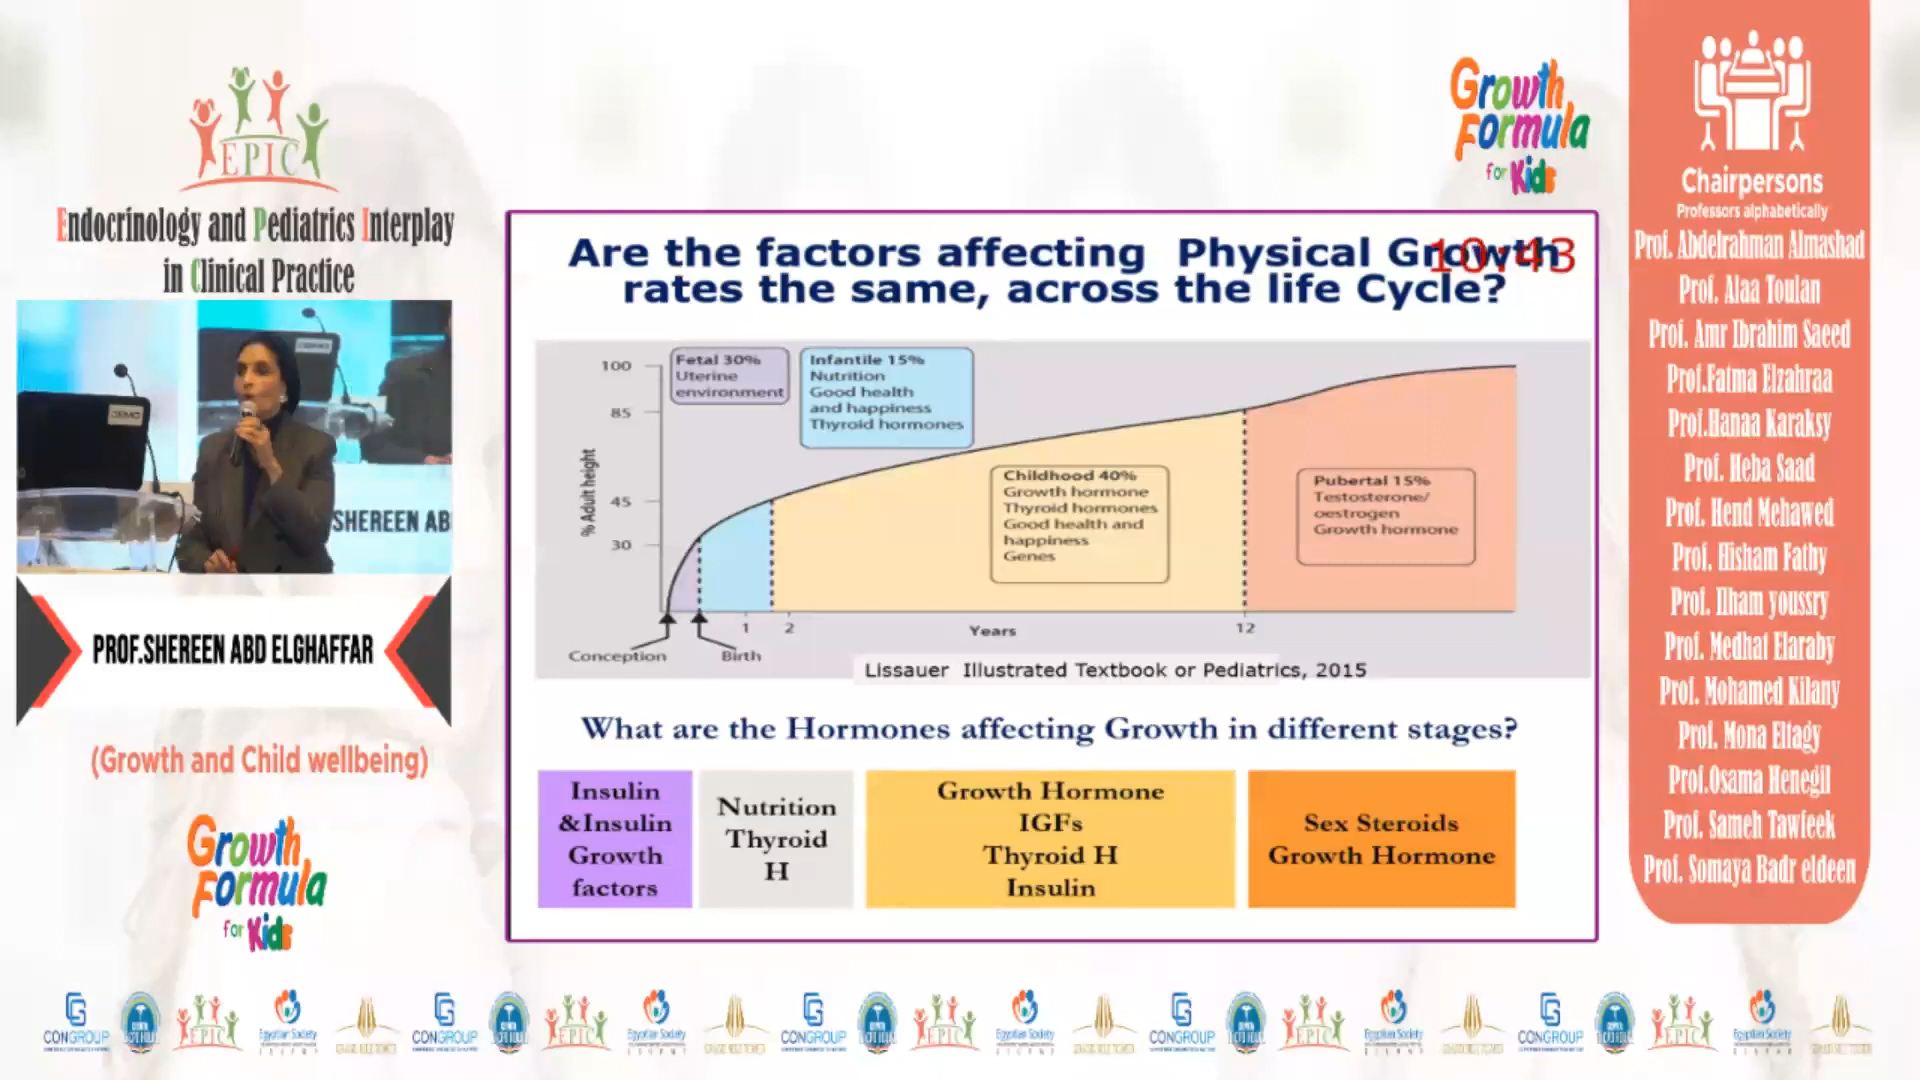 EPIC
Endocrinology and Pediatrics Interplay
in Clinical Practice
DEMO
SHEREEN AB
PROF.SHEREEN ABD ELGHAFFAR
(Growth and Child wellbeing)
Growth
Formula
for Kids
Growth
Formula
for Kids
10:43
Are the factors affecting Physical Growth
rates the same, across the life Cycle?
% Adult height
100
85
45
30
Fetal 30%
Uterine
environment
Infantile 15%
Nutrition
Good health
and happiness
Thyroid hormones
Childhood 40%
Growth hormone
Thyroid hormones
Good health and
happiness
Genes
Pubertal 15%
Testosterone/
oestrogen
Growth hormone
1 2 Years 12
Conception Birth
Lissauer Illustrated Textbook or Pediatrics, 2015
What are the Hormones affecting Growth in different stages?
Insulin
&Insulin
Growth
factors
Nutrition
Thyroid
H
Growth Hormone
IGFs
Thyroid H
Insulin
Sex Steroids
Growth Hormone
Chairpersons
Professors alphabetically
Prof. Abdelrahman Almashad
Prof. Alaa Toulan
Prof. Amr Ibrahim Saeed
Prof.Fatma Elzahraa
Prof.Hanaa Karaksy
Prof. Heba Saad
Prof. Hend Mehawed
Prof. Hisham Fathy
Prof. Ilham youssry
Prof. Medhat Elaraby
Prof. Mohamed Kilany
Prof. Mona Eltagy
Prof.Osama Henegil
Prof. Sameh Tawfeek
Prof. Somaya Badr eldeen
CONGROUP
EPIC
Egyptian Society
CONGROUP
EPIC
Egyptian Society
CONGROUP
EPIC
Egyptian Society
CONGROUP
EPIC
Egyptian Society
CONGROUP
EPIC
Egyptian Society